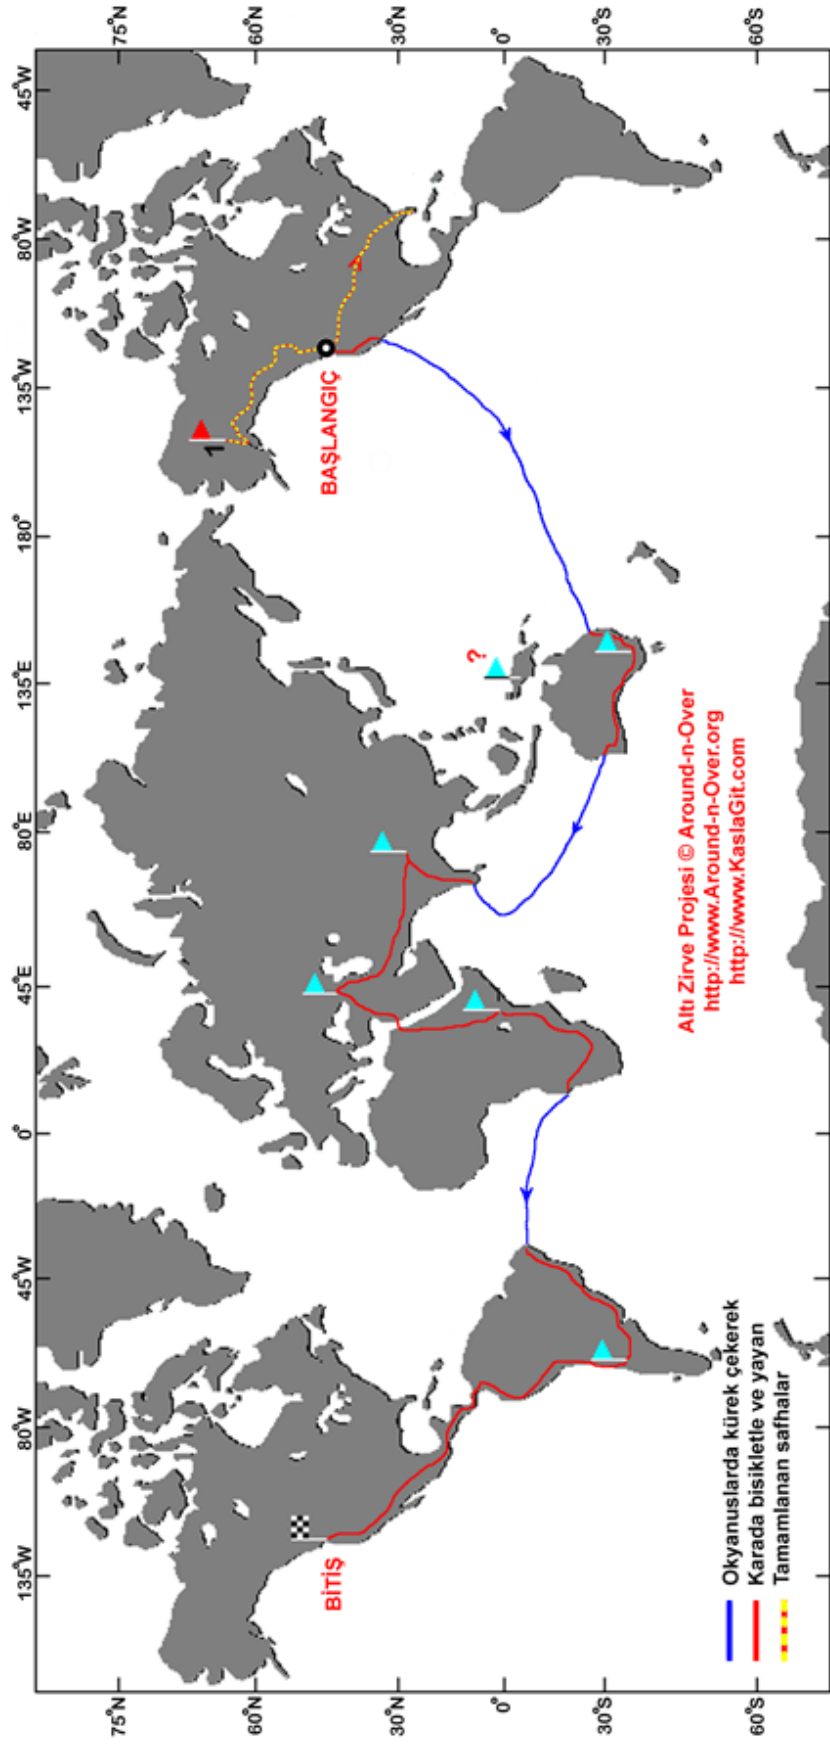 45°W
0°
45°E
80°E
135°E
180°
135°W
80°W
45°W
80°W
135°W
75°N
60°N
30°N
0°
30°S
60°S
75°N
60°N
30°N
0°
30°S
60°S
1
BAŞLANGIÇ
?
BİTİŞ
Altı Zirve Projesi © Around-n-Over
http://www.Around-n-Over.org
http://www.KaslaGit.com
Okyanuslarda kürek çekerek
Karada bisikletle ve yayan
Tamamlanan safhalar